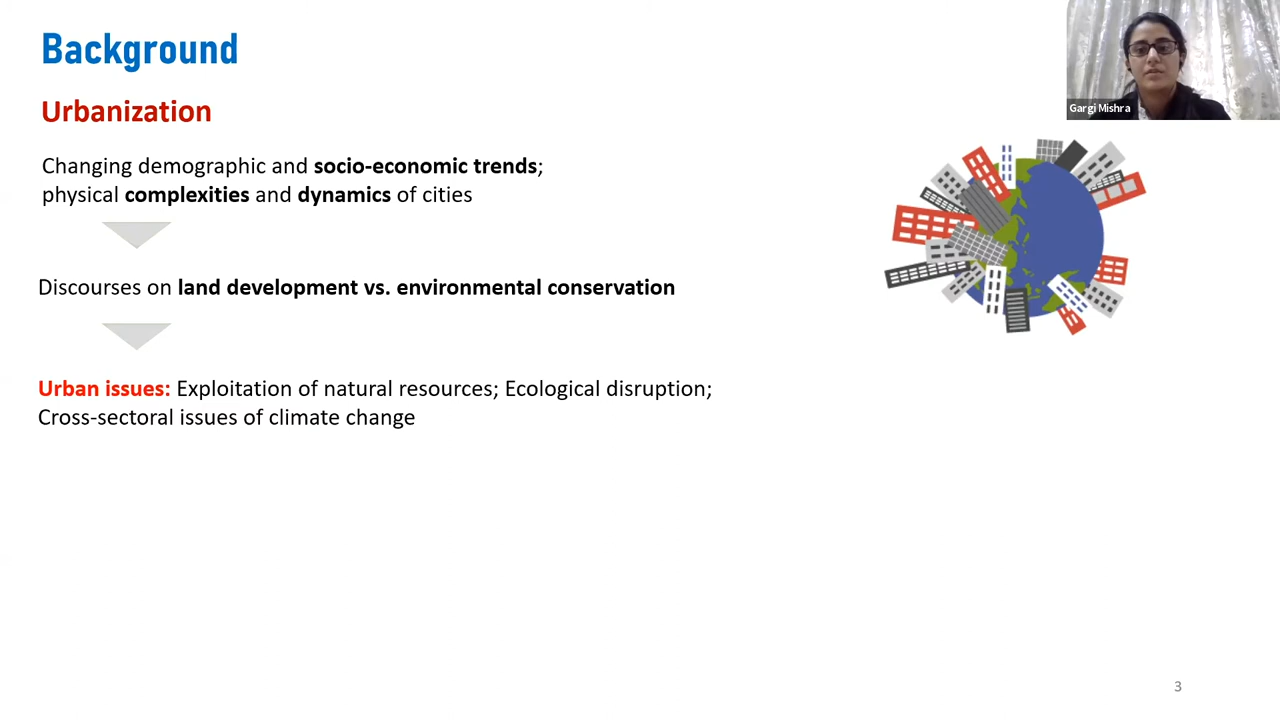 Background
Urbanization
Gargi Mishra
Changing demographic and socio-economic trends;
physical complexities and dynamics of cities
Discourses on land development vs. environmental conservation
Urban issues: Exploitation of natural resources; Ecological disruption;
Cross-sectoral issues of climate change
3